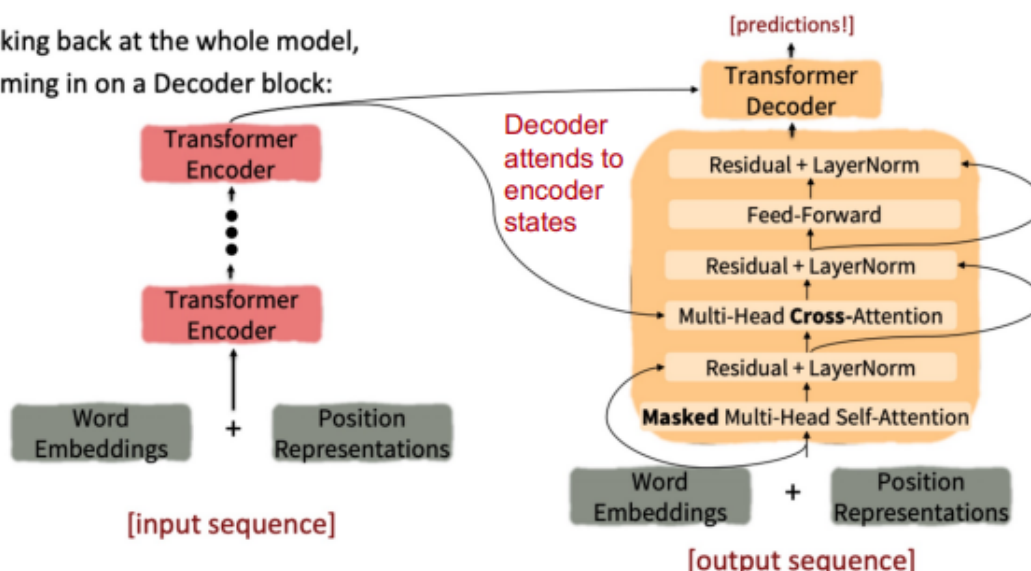 king back at the whole model,
ming in on a Decoder block:
Transformer
Encoder
Transformer
Encoder
Word
Embeddings
+
Position
Representations
[input sequence]
Decoder
attends to
encoder
states
[predictions!]
Transformer
Decoder
Residual + LayerNorm
Feed-Forward
Residual + LayerNorm
Multi-Head Cross-Attention
Residual + LayerNorm
Masked Multi-Head Self-Attention
Word
Embeddings
+
Position
Representations
[output sequence]